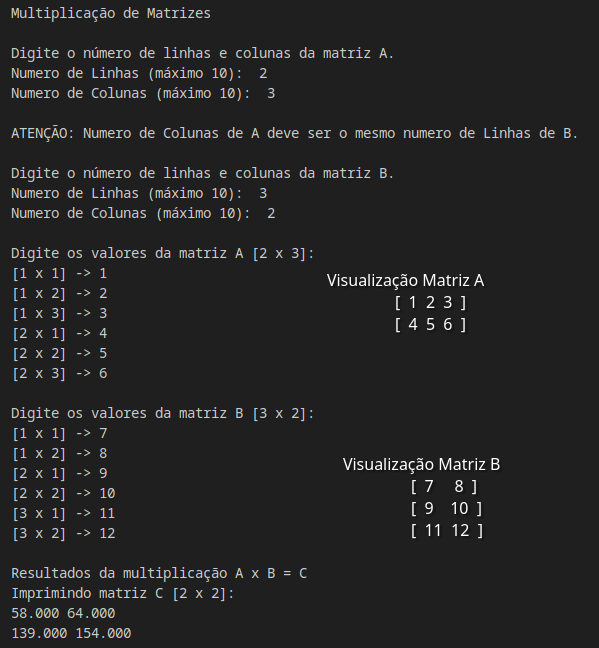 Multiplicação de Matrizes
Digite o número de linhas e colunas da matriz A.
Numero de Linhas (máximo 10):  2
Numero de Colunas (máximo 10):  3
ATENÇÃO: Numero de Colunas de A deve ser o mesmo numero de Linhas de B.
Digite o número de linhas e colunas da matriz B.
Numero de Linhas (máximo 10):  3
Numero de Colunas (máximo 10):  2
Digite os valores da matriz A [2 x 3]:
[1 x 1] -> 1
[1 x 2] -> 2
[1 x 3] -> 3
[2 x 1] -> 4
[2 x 2] -> 5
[2 x 3] -> 6
Visualização Matriz A
[ 1 2 3 ]
[ 4 5 6 ]
Digite os valores da matriz B [3 x 2]:
[1 x 1] -> 7
[1 x 2] -> 8
[2 x 1] -> 9
[2 x 2] -> 10
[3 x 1] -> 11
[3 x 2] -> 12
Visualização Matriz B
[ 7 8 ]
[ 9 10 ]
[ 11 12 ]
Resultados da multiplicação A x B = C
Imprimindo matriz C [2 x 2]:
58.000 64.000
139.000 154.000